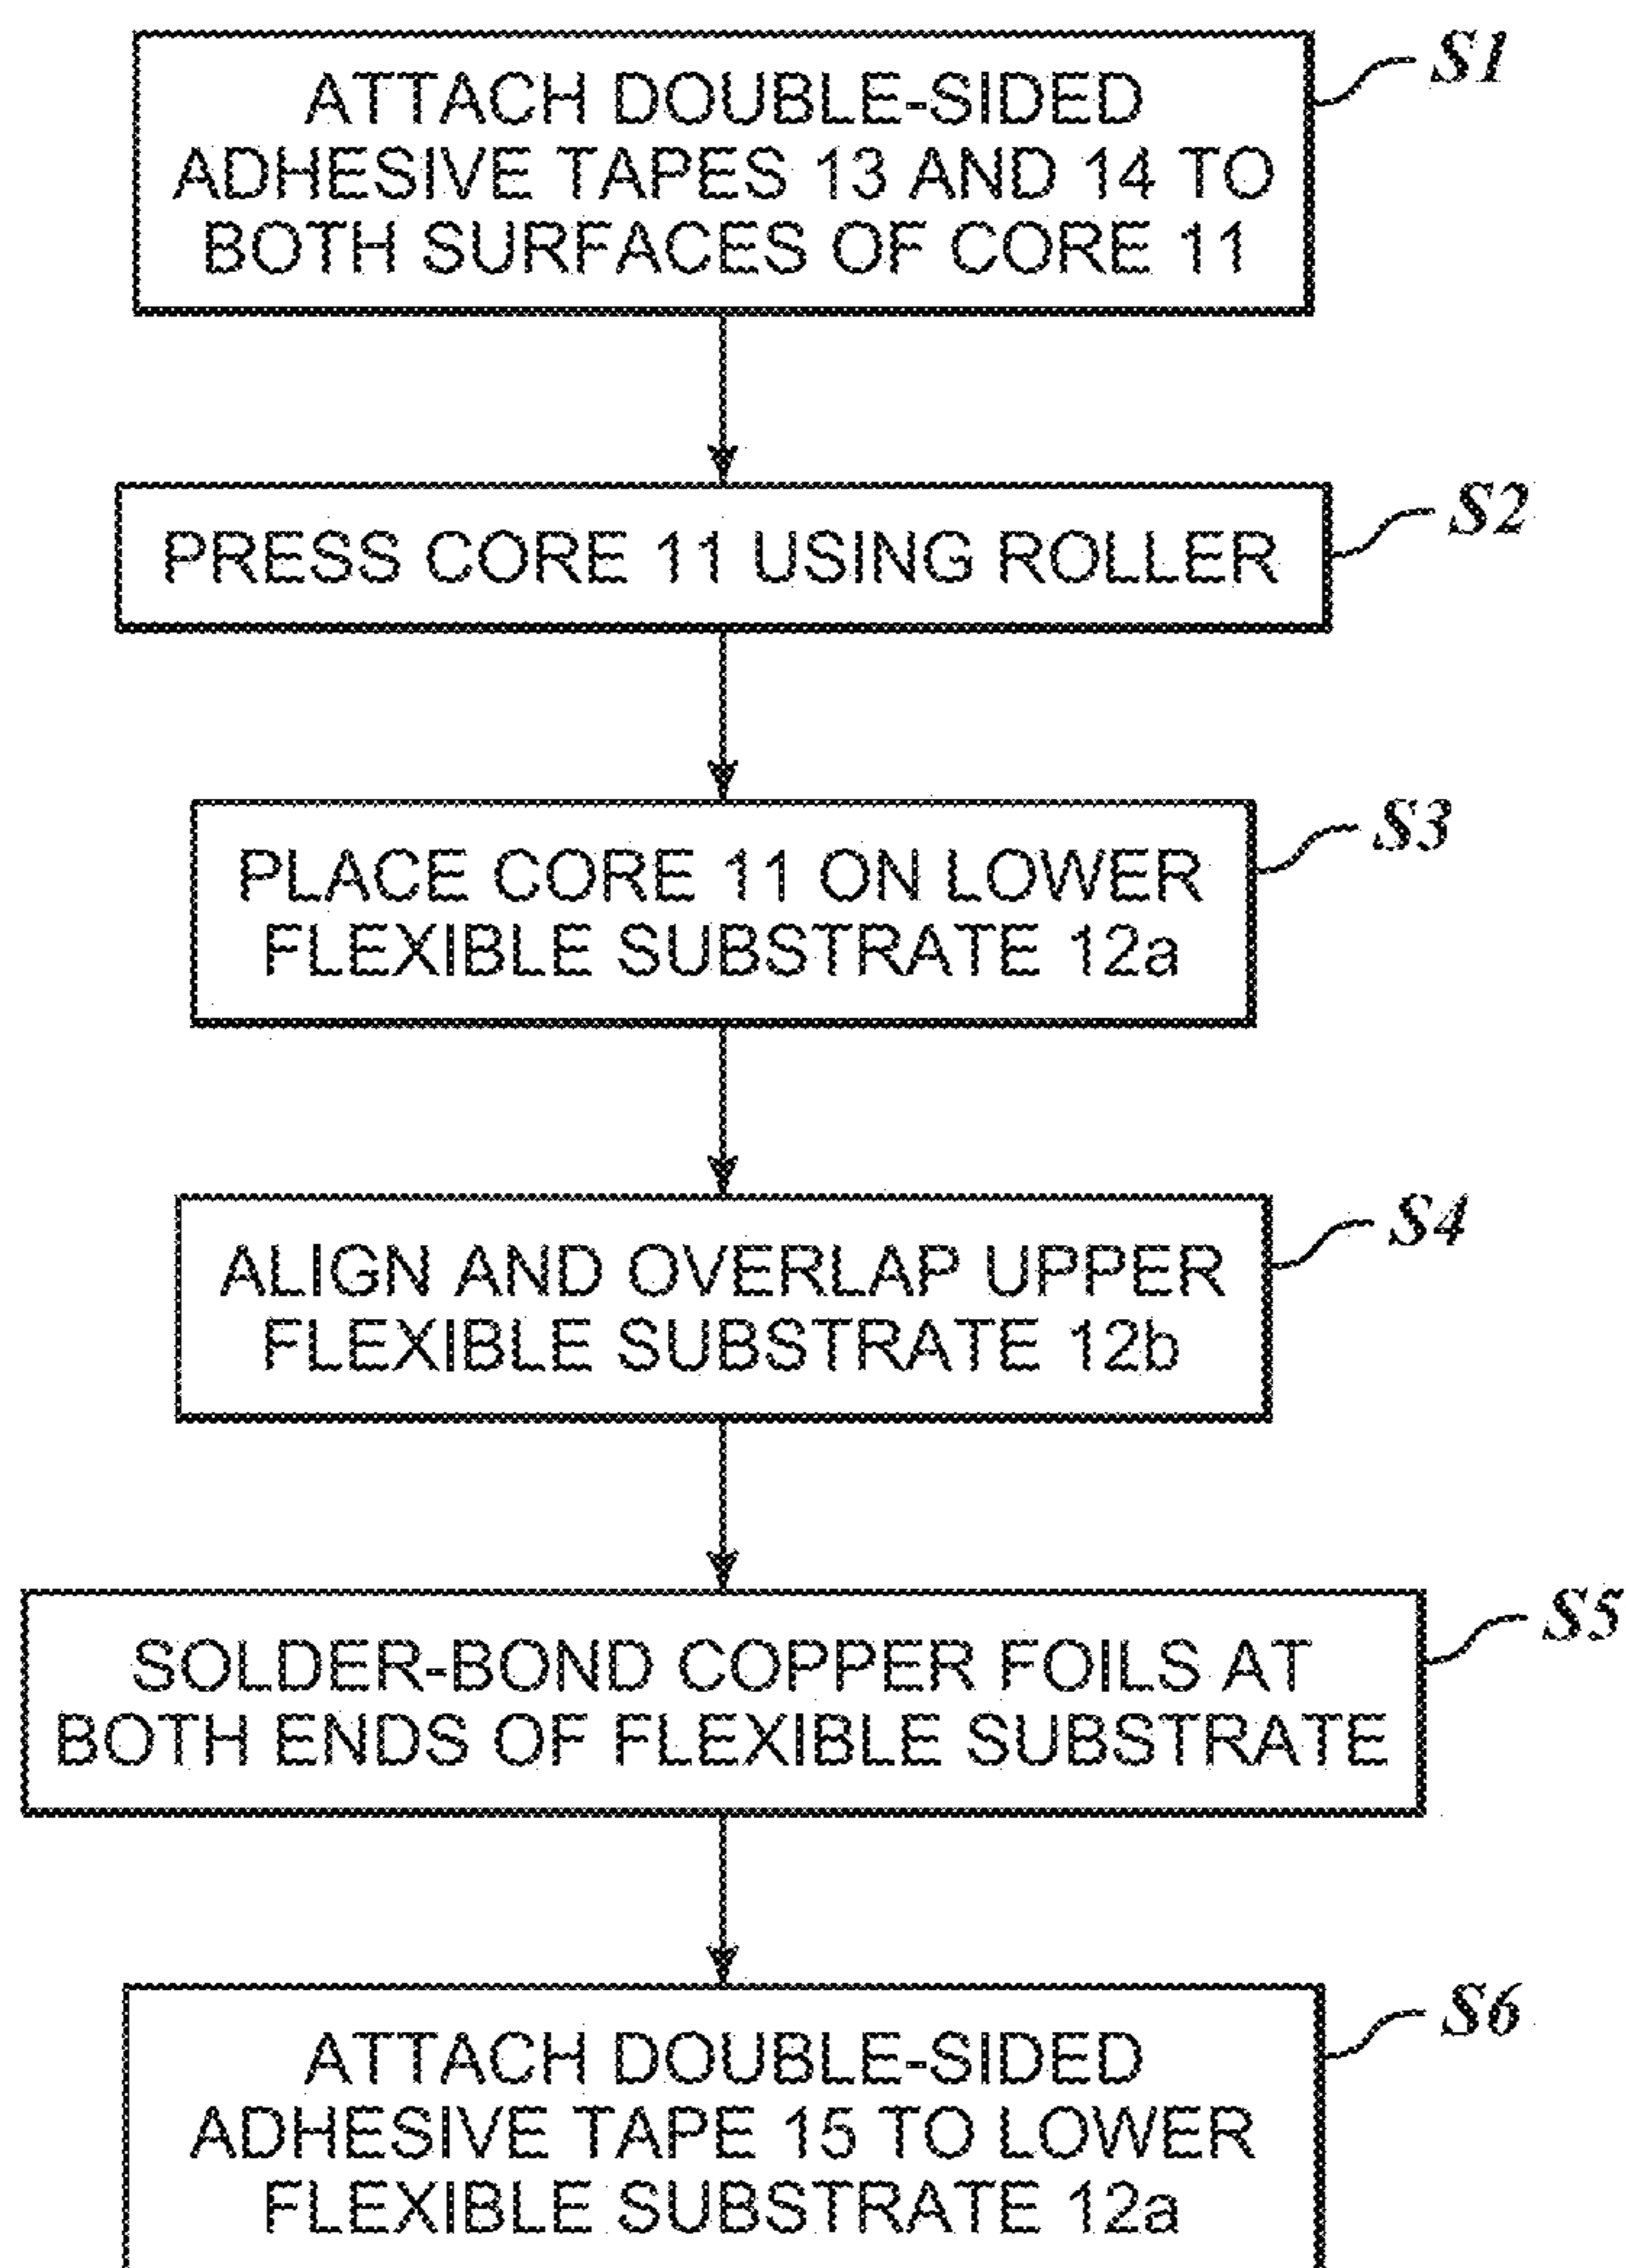 S1
ATTACH DOUBLE-SIDED
ADHESIVE TAPES 13 AND 14 TO
BOTH SURFACES OF CORE 11
S2
PRESS CORE 11 USING ROLLER
S3
PLACE CORE 11 ON LOWER
FLEXIBLE SUBSTRATE 12a
S4
ALIGN AND OVERLAP UPPER
FLEXIBLE SUBSTRATE 12b
S5
SOLDER-BOND COPPER FOILS AT
BOTH ENDS OF FLEXIBLE SUBSTRATE
S6
ATTACH DOUBLE-SIDED
ADHESIVE TAPE 15 TO LOWER
FLEXIBLE SUBSTRATE 12a